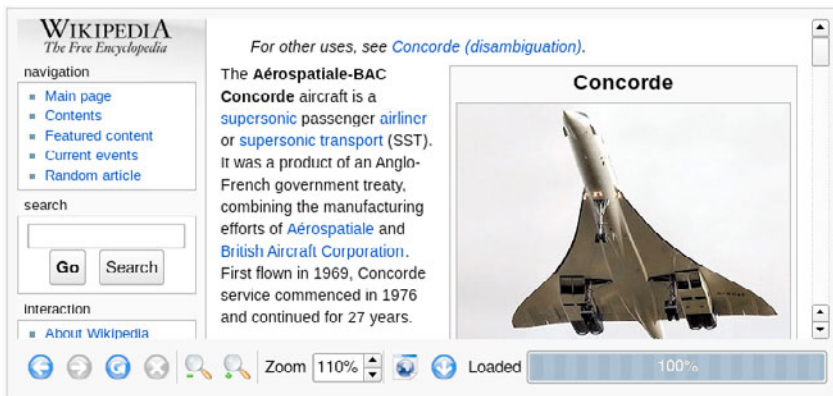 WIKIPEDIA
The Free Encyclopedia
navigation
Main page
Contents
Featured content
Current events
Random article
search
Go Search
interaction
About Wikipedia
For other uses, see Concorde (disambiguation).
The Aérospatiale-BAC
Concorde aircraft is a
supersonic passenger airliner
or supersonic transport (SST).
It was a product of an Anglo-
French government treaty,
combining the manufacturing
efforts of Aérospatiale and
British Aircraft Corporation.
First flown in 1969, Concorde
service commenced in 1976
and continued for 27 years.
Concorde
Zoom 110% Loaded 100%